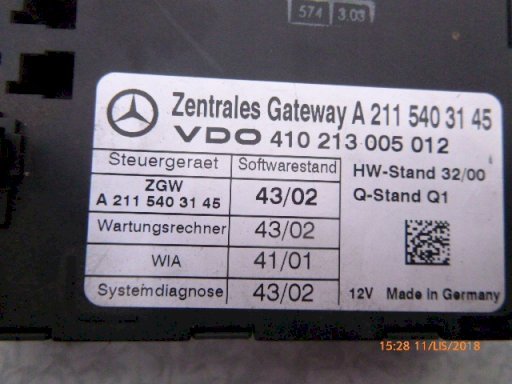 574 3.03
Zentrales Gateway A 211 540 31 45
VDO 410 213 005 012
Steuergeraet Softwarestand
ZGW
A 211 540 31 45 43/02
Wartungsrechner 43/02
WIA 41/01
Systemdiagnose 43/02
HW-Stand 32/00
Q-Stand Q1
12V Made in Germany
15:28 11/LIS/2018